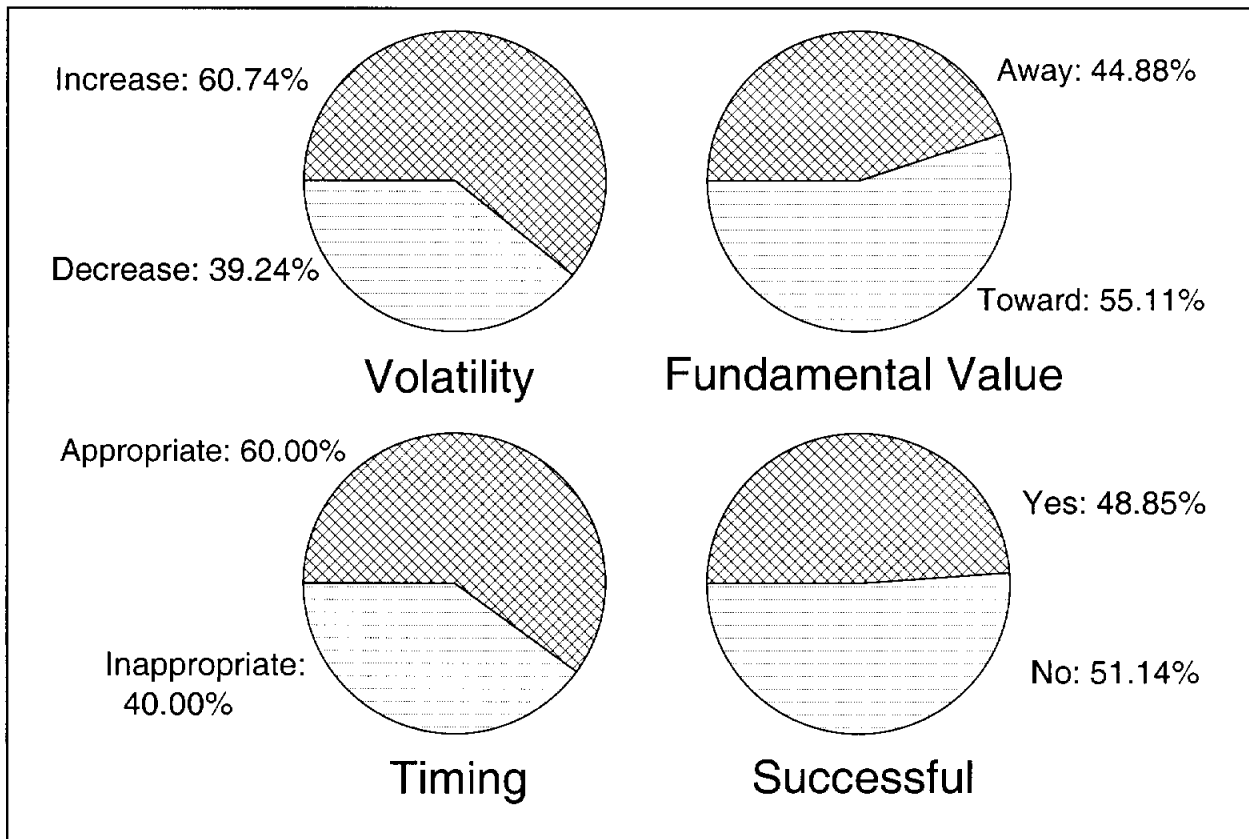 Increase: 60.74%
Decrease: 39.24%
Volatility
Away: 44.88%
Toward: 55.11%
Fundamental Value
Appropriate: 60.00%
Inappropriate:
40.00%
Timing
Yes: 48.85%
No: 51.14%
Successful